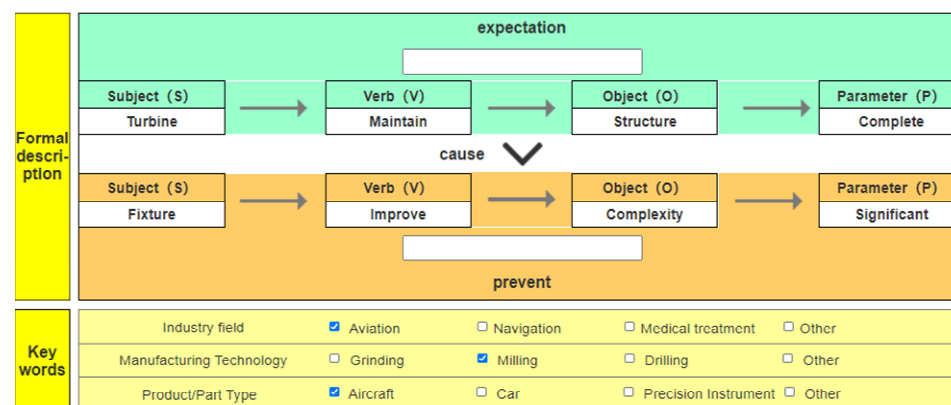 expectation
Subject (S) Verb (V) Object (O) Parameter (P)
Turbine Maintain Structure Complete
Formal
descri-
ption
cause
Subject (S) Verb (V) Object (O) Parameter (P)
Fixture Improve Complexity Significant
prevent
Key
words
Industry field Aviation Navigation Medical treatment Other
Manufacturing Technology Grinding Milling Drilling Other
Product/Part Type Aircraft Car Precision Instrument Other